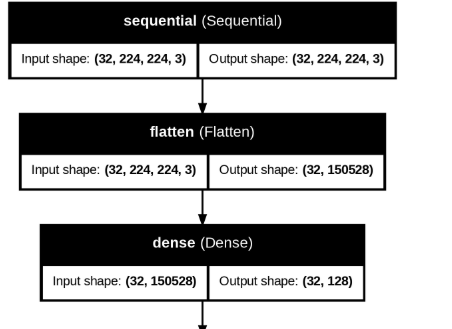 sequential (Sequential)
Input shape: (32, 224, 224, 3) Output shape: (32, 224, 224, 3)
flatten (Flatten)
Input shape: (32, 224, 224, 3) Output shape: (32, 150528)
dense (Dense)
Input shape: (32, 150528) Output shape: (32, 128)